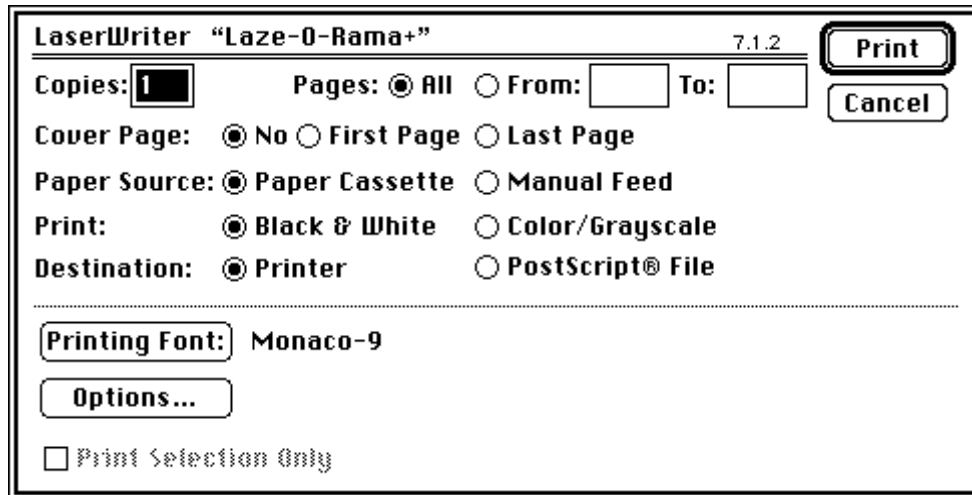 LaserWriter “Laze-O-Rama+” 7.1.2 Print
Copies: 1 Pages: All From: To: Cancel
Cover Page: No First Page Last Page
Paper Source: Paper Cassette Manual Feed
Print: Black & White Color/Grayscale
Destination: Printer PostScript® File
Printing Font: Monaco-9
Options...
Print Selection Only